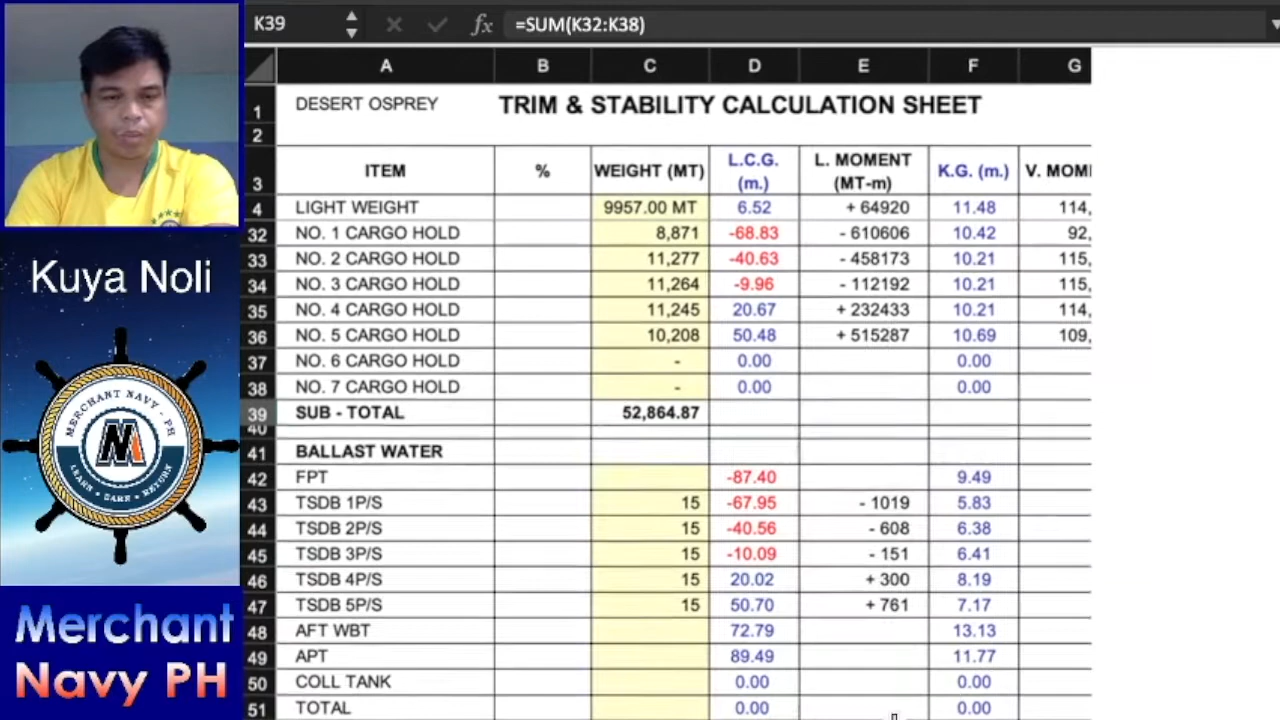 K39 fx =SUM(K32:K38)
A B C D E F G
1 DESERT OSPREY TRIM & STABILITY CALCULATION SHEET
2
3 ITEM % WEIGHT (MT) L.C.G. (m.) L. MOMENT (MT-m) K.G. (m.) V. MOM
4 LIGHT WEIGHT 9957.00 MT 6.52 + 64920 11.48 114,
32 NO. 1 CARGO HOLD 8,871 -68.83 - 610606 10.42 92,
33 NO. 2 CARGO HOLD 11,277 -40.63 - 458173 10.21 115,
34 NO. 3 CARGO HOLD 11,264 -9.96 - 112192 10.21 115,
35 NO. 4 CARGO HOLD 11,245 20.67 + 232433 10.21 114,
36 NO. 5 CARGO HOLD 10,208 50.48 + 515287 10.69 109,
37 NO. 6 CARGO HOLD - 0.00 0.00
38 NO. 7 CARGO HOLD - 0.00 0.00
39 SUB - TOTAL 52,864.87
40
41 BALLAST WATER
42 FPT -87.40 9.49
43 TSDB 1P/S 15 -67.95 - 1019 5.83
44 TSDB 2P/S 15 -40.56 - 608 6.38
45 TSDB 3P/S 15 -10.09 - 151 6.41
46 TSDB 4P/S 15 20.02 + 300 8.19
47 TSDB 5P/S 15 50.70 + 761 7.17
48 AFT WBT 72.79 13.13
49 APT 89.49 11.77
50 COLL TANK 0.00 0.00
51 TOTAL 0.00 0.00
Kuya Noli
MERCHANT NAVY - PH
NA
LEARN • EARN • RETURN
Merchant
Navy PH